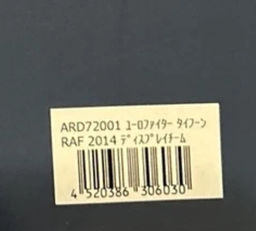 ARD72001 ﾕｰﾛﾌｧｲﾀｰ ﾀｲﾌｰﾝ
RAF 2014 ﾃﾞｨｽﾌﾟﾚｲﾁｰﾑ
4 520386 306030